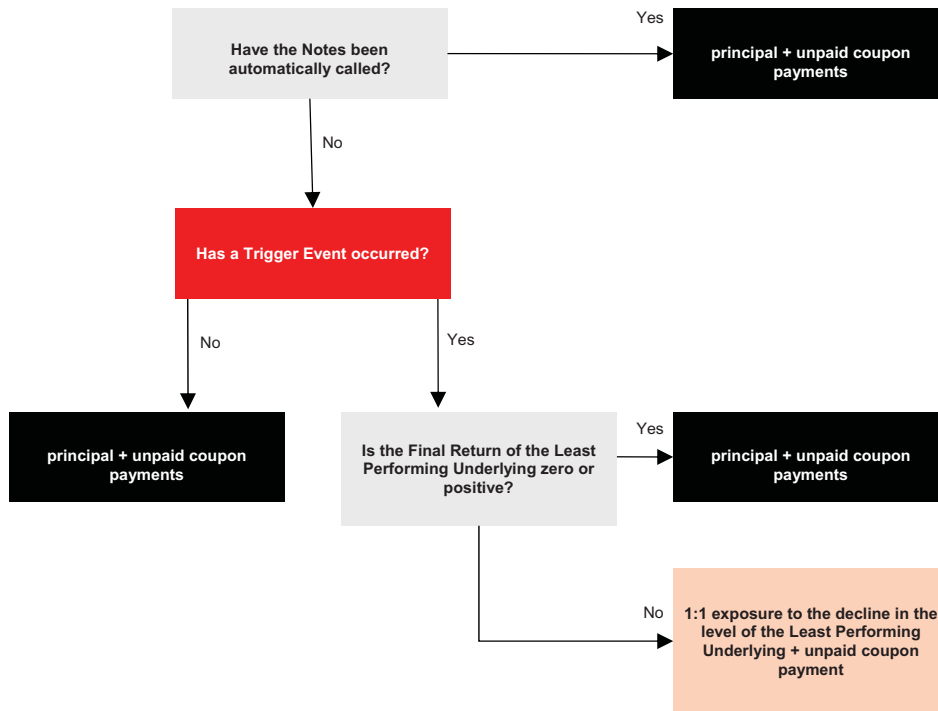 Yes
Have the Notes been
automatically called?
principal + unpaid coupon
payments
No
Has a Trigger Event occurred?
No
Yes
principal + unpaid coupon
payments
Is the Final Return of the Least
Performing Underlying zero or
positive?
Yes
principal + unpaid coupon
payments
No
1:1 exposure to the decline in the
level of the Least Performing
Underlying + unpaid coupon
payment